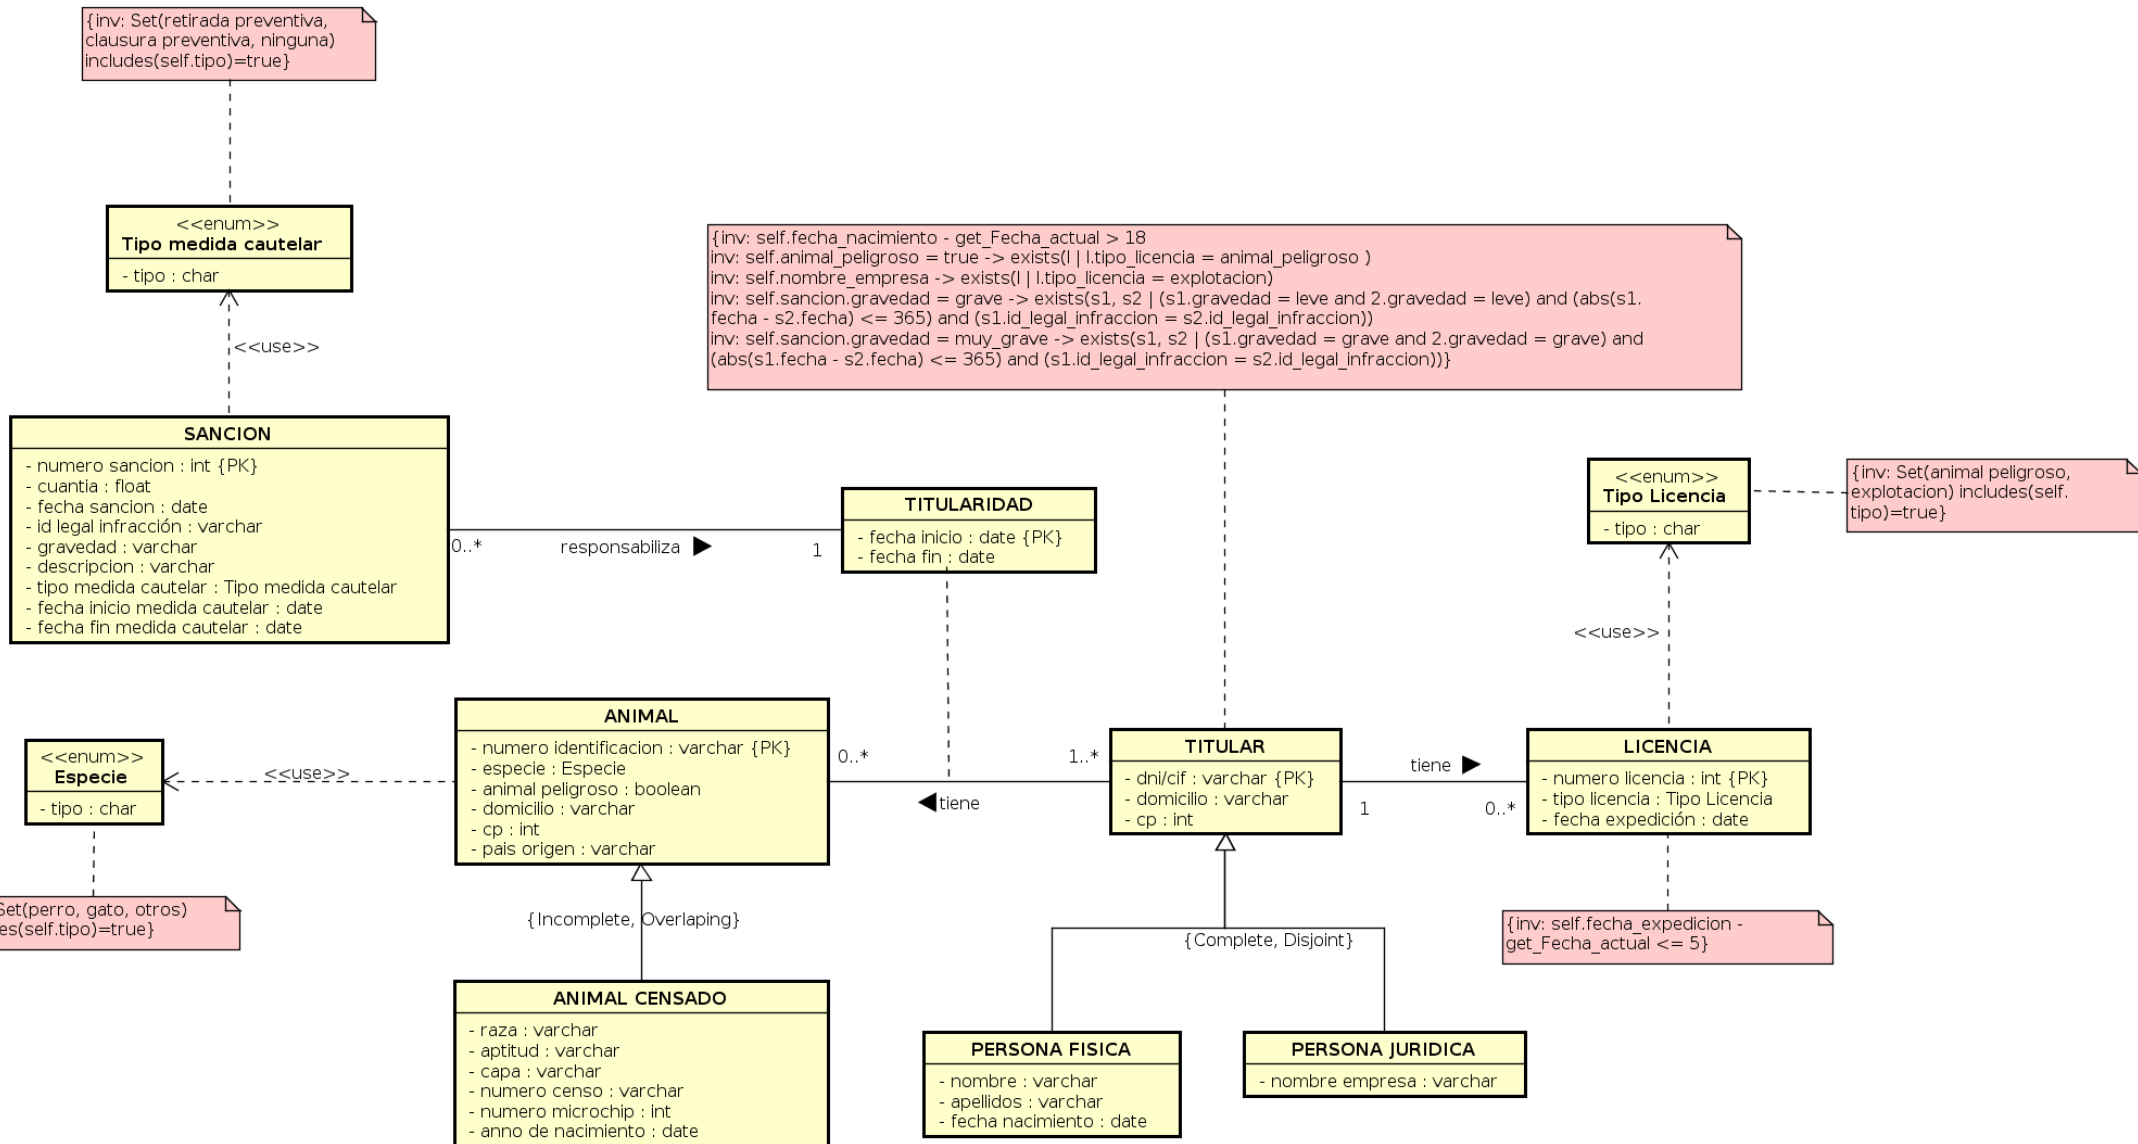 {inv: Set(retirada preventiva,
clausura preventiva, ninguna)
includes(self.tipo)=true}
<<enum>>
Tipo medida cautelar
- tipo : char
<<use>>
{inv: self.fecha_nacimiento - get_Fecha_actual > 18
inv: self.animal_peligroso = true -> exists(l | l.tipo_licencia = animal_peligroso )
inv: self.nombre_empresa -> exists(l | l.tipo_licencia = explotacion)
inv: self.sancion.gravedad = grave -> exists(s1, s2 | (s1.gravedad = leve and 2.gravedad = leve) and (abs(s1.
fecha - s2.fecha) <= 365) and (s1.id_legal_infraccion = s2.id_legal_infraccion))
inv: self.sancion.gravedad = muy_grave -> exists(s1, s2 | (s1.gravedad = grave and 2.gravedad = grave) and
(abs(s1.fecha - s2.fecha) <= 365) and (s1.id_legal_infraccion = s2.id_legal_infraccion))}
SANCION
- numero sancion : int {PK}
- cuantia : float
- fecha sancion : date
- id legal infracción : varchar
- gravedad : varchar
- descripcion : varchar
- tipo medida cautelar : Tipo medida cautelar
- fecha inicio medida cautelar : date
- fecha fin medida cautelar : date
0..*
responsabiliza
1
TITULARIDAD
- fecha inicio : date {PK}
- fecha fin : date
<<enum>>
Tipo Licencia
- tipo : char
{inv: Set(animal peligroso,
explotacion) includes(self.
tipo)=true}
<<use>>
<<enum>>
Especie
- tipo : char
<<use>>
Set(perro, gato, otros)
es(self.tipo)=true}
ANIMAL
- numero identificacion : varchar {PK}
- especie : Especie
- animal peligroso : boolean
- domicilio : varchar
- cp : int
- pais origen : varchar
0..*
1..*
tiene
TITULAR
- dni/cif : varchar {PK}
- domicilio : varchar
- cp : int
tiene
1
0..*
LICENCIA
- numero licencia : int {PK}
- tipo licencia : Tipo Licencia
- fecha expedición : date
{inv: self.fecha_expedicion -
get_Fecha_actual <= 5}
{Incomplete, Overlaping}
{Complete, Disjoint}
ANIMAL CENSADO
- raza : varchar
- aptitud : varchar
- capa : varchar
- numero censo : varchar
- numero microchip : int
- anno de nacimiento : date
PERSONA FISICA
- nombre : varchar
- apellidos : varchar
- fecha nacimiento : date
PERSONA JURIDICA
- nombre empresa : varchar